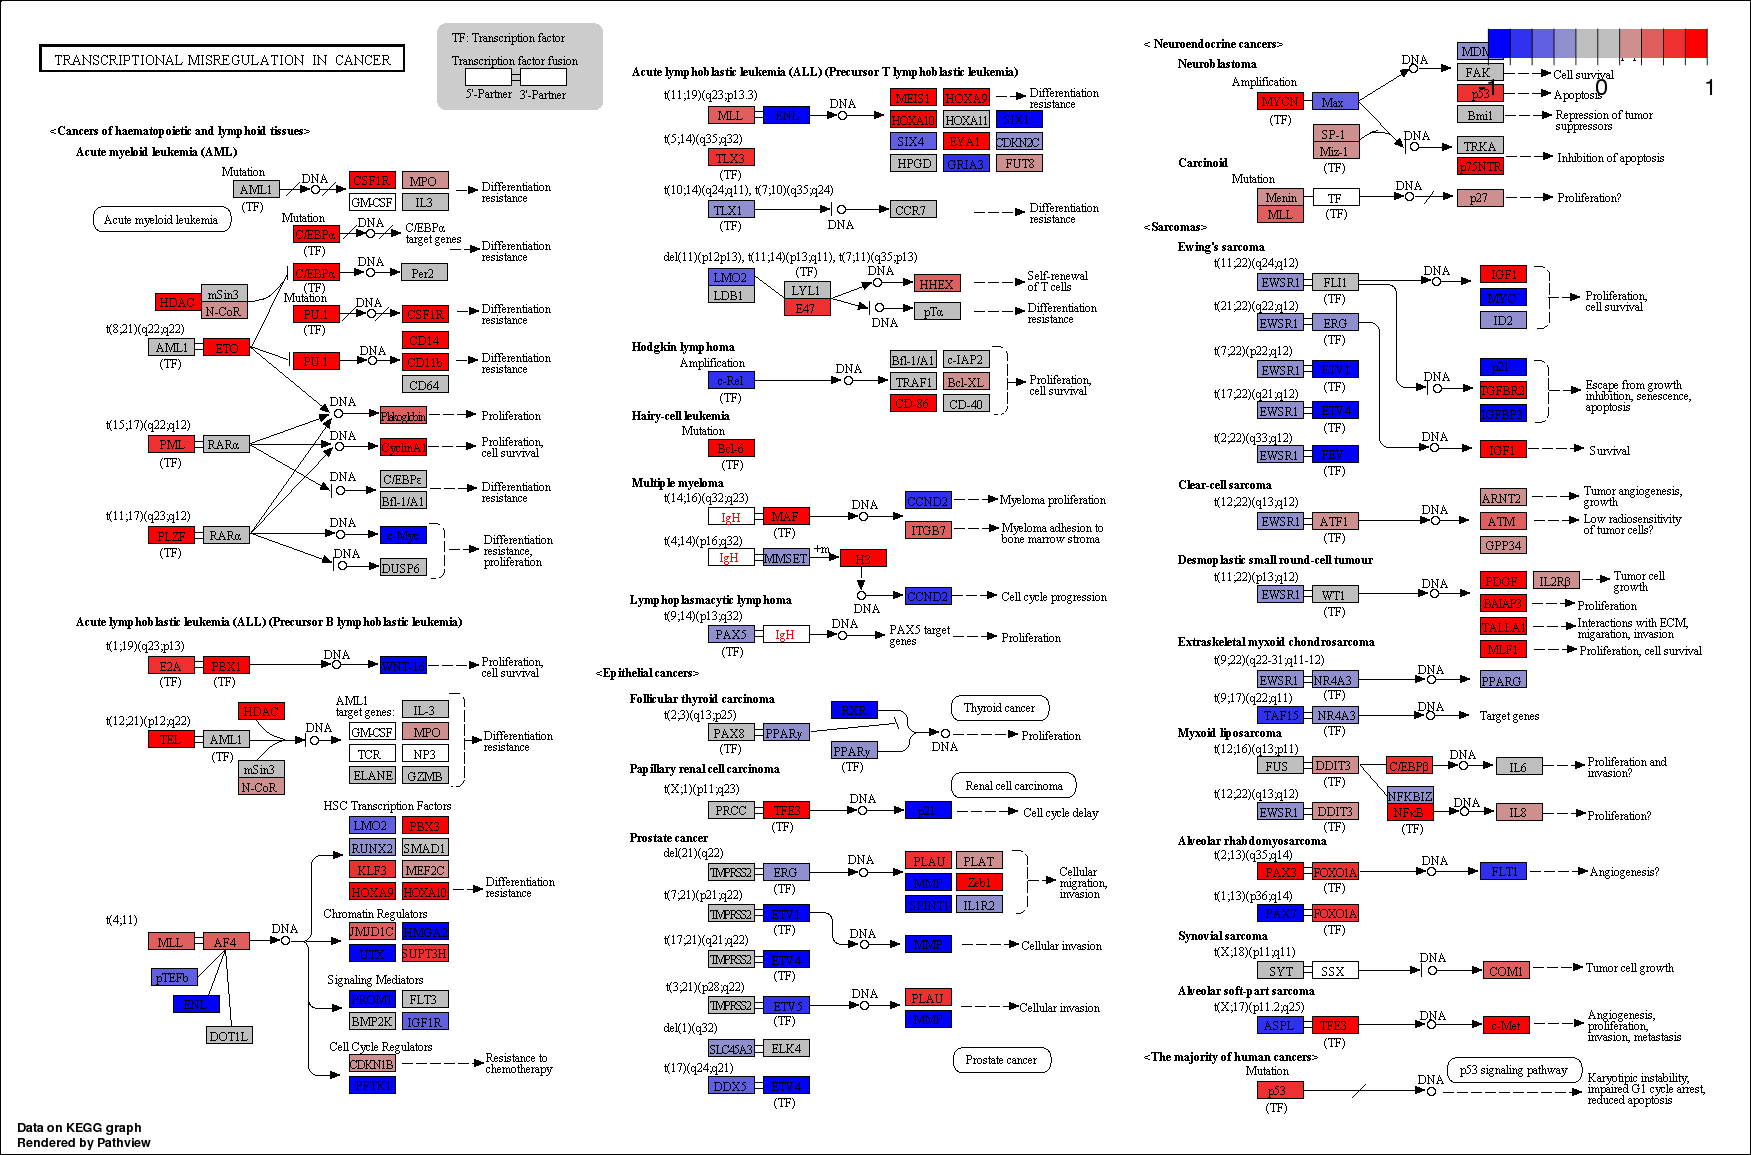 TRANSCRIPTIONAL MISREGULATION IN CANCER
TF: Transcription factor
Transcription factor fusion
5'-Partner 3'-Partner
<Cancers of haematopoietic and lymphoid tissues>
Acute myeloid leukemia (AML)
Mutation
AML1
(TF)
DNA
CSF1R
MPO
GM-CSF
IL3
Differentiation
resistance
Acute myeloid leukemia
Mutation
C/EBPα
(TF)
DNA
C/EBPα
target genes
Differentiation
resistance
C/EBPα
(TF)
DNA
Per2
HDAC
mSin3
N-CoR
Mutation
PU.1
(TF)
DNA
CSF1R
Differentiation
resistance
t(8;21)(q22;q22)
AML1
ETO
(TF)
PU.1
DNA
CD14
CD11b
CD64
Differentiation
resistance
DNA
Plakoglobin
Proliferation
t(15;17)(q22;q12)
PML
RARα
(TF)
DNA
CyclinA1
Proliferation,
cell survival
DNA
C/EBPε
Bfl-1/A1
Differentiation
resistance
t(11;17)(q23;q12)
PLZF
RARα
(TF)
DNA
c-Myc
DNA
DUSP6
Differentiation
resistance,
proliferation
Acute lymphoblastic leukemia (ALL) (Precursor B lymphoblastic leukemia)
t(1;19)(q23;p13)
E2A
PBX1
(TF)
(TF)
DNA
WNT-16
Proliferation,
cell survival
t(12;21)(p12;q22)
TEL
AML1
(TF)
HDAC
mSin3
N-CoR
DNA
AML1
target genes:
IL-3
GM-CSF
MPO
TCR
NP3
ELANE
GZMB
Differentiation
resistance
HSC Transcription Factors
LMO2
PBX3
RUNX2
SMAD1
KLF3
MEF2C
HOXA9
HOXA10
Differentiation
resistance
t(4;11)
MLL
AF4
pTEFb
ENL
DOT1L
DNA
Chromatin Regulators
JMJD1C
HMGA2
UTX
SUPT3H
Signaling Mediators
PROM1
FLT3
BMP2K
IGF1R
Cell Cycle Regulators
CDKN1B
PFTK1
Resistance to
chemotherapy
Data on KEGG graph
Rendered by Pathview
Acute lymphoblastic leukemia (ALL) (Precursor T lymphoblastic leukemia)
t(11;19)(q23;p13.3)
MLL
ENL
(TF)
DNA
MEIS1
HOXA9
HOXA10
HOXA11
SIX1
SIX4
EYA1
CDKN2C
HPGD
GRIA3
FUT8
Differentiation
resistance
t(5;14)(q35;q32)
TLX3
(TF)
t(10;14)(q24;q11), t(7;10)(q35;q24)
TLX1
(TF)
DNA
CCR7
Differentiation
resistance
del(11)(p12p13), t(11;14)(p13;q11), t(7;11)(q35;p13)
LMO2
LDB1
(TF)
LYL1
E47
DNA
HHEX
Self-renewal
of T cells
DNA
pTα
Differentiation
resistance
Hodgkin lymphoma
Amplification
c-Rel
(TF)
DNA
Bfl-1/A1
c-IAP2
TRAF1
Bcl-XL
CD-86
CD-40
Proliferation,
cell survival
Hairy-cell leukemia
Mutation
Bcl-6
(TF)
Multiple myeloma
t(14;16)(q32;q23)
IgH
MAF
(TF)
DNA
CCND2
Myeloma proliferation
ITGB7
Myeloma adhesion to
bone marrow stroma
t(4;14)(p16;q32)
IgH
MMSET
+m
H3
DNA
CCND2
Cell cycle progression
Lymphoplasmacytic lymphoma
t(9;14)(p13;q32)
PAX5
IgH
(TF)
DNA
PAX5 target
genes
Proliferation
<Epithelial cancers>
Follicular thyroid carcinoma
t(2;3)(q13;p25)
PAX8
PPARγ
(TF)
RXR
PPARγ
(TF)
DNA
Thyroid cancer
Proliferation
Papillary renal cell carcinoma
t(X;1)(p11;q23)
PRCC
TFE3
(TF)
DNA
p21
Renal cell carcinoma
Cell cycle delay
Prostate cancer
del(21)(q22)
TMPRSS2
ERG
(TF)
DNA
PLAU
PLAT
MMP
Zeb1
SPINT1
IL1R2
Cellular
migration,
invasion
t(7;21)(p21;q22)
TMPRSS2
ETV1
(TF)
DNA
MMP
Cellular invasion
t(17;21)(q21;q22)
TMPRSS2
ETV4
(TF)
t(3;21)(p28;q22)
TMPRSS2
ETV5
(TF)
DNA
PLAU
MMP
Cellular invasion
del(1)(q32)
SLC45A3
ELK4
t(17)(q24;q21)
DDX5
ETV4
(TF)
Prostate cancer
<Neuroendocrine cancers>
Neuroblastoma
Amplification
MYCN
Max
(TF)
DNA
FAK
p53
Bmi1
Cell survival
Apoptosis
Repression of tumor
suppressors
SP-1
Miz-1
(TF)
DNA
TRKA
p75NTR
Inhibition of apoptosis
-1
0
1
Carcinoid
Mutation
Menin
MLL
TF
(TF)
DNA
p27
Proliferation?
<Sarcomas>
Ewing's sarcoma
t(11;22)(q24;q12)
EWSR1
FLI1
(TF)
DNA
IGF1
MYC
ID2
Proliferation,
cell survival
t(21;22)(q22;q12)
EWSR1
ERG
(TF)
t(7;22)(p22;q12)
EWSR1
ETV1
(TF)
DNA
p21
TGFBR2
IGFBP3
Escape from growth
inhibition, senescence,
apoptosis
t(17;22)(q21;q12)
EWSR1
ETV4
(TF)
t(2;22)(q33;q12)
EWSR1
FEV
(TF)
DNA
IGF1
Survival
Clear-cell sarcoma
t(12;22)(q13;q12)
EWSR1
ATF1
(TF)
DNA
ARNT2
ATM
GPP34
Tumor angiogenesis,
growth
Low radiosensitivity
of tumor cells?
Desmoplastic small round-cell tumour
t(11;22)(p13;q12)
EWSR1
WT1
(TF)
DNA
PDGF
IL2Rβ
Tumor cell
growth
BAIAP3
Proliferation
TALLA1
Interactions with ECM,
migaration, invasion
MLF1
Proliferation, cell survival
Extraskeletal myxoid chondrosarcoma
t(9;22)(q22-31;q11-12)
EWSR1
NR4A3
(TF)
DNA
PPARG
t(9;17)(q22;q11)
TAF15
NR4A3
(TF)
DNA
Target genes
Myxoid liposarcoma
t(12;16)(q13;p11)
FUS
DDIT3
(TF)
C/EBPβ
DNA
IL6
Proliferation and
invasion?
t(12;22)(q13;q12)
EWSR1
DDIT3
(TF)
NFKBIZ
NFκB
(TF)
DNA
IL8
Proliferation?
Alveolar rhabdomyosarcoma
t(2;13)(q35;q14)
PAX3
FOXO1A
(TF)
DNA
FLT1
Angiogenesis?
t(1;13)(p36;q14)
PAX7
FOXO1A
(TF)
Synovial sarcoma
t(X;18)(p11;q11)
SYT
SSX
(TF)
DNA
COM1
Tumor cell growth
Alveolar soft-part sarcoma
t(X;17)(p11.2;q25)
ASPL
TFE3
(TF)
DNA
c-Met
Angiogenesis,
proliferation,
invasion, metastasis
<The majority of human cancers>
Mutation
p53
(TF)
DNA
p53 signaling pathway
Karyotipic instability,
impaired G1 cycle arrest,
reduced apoptosis